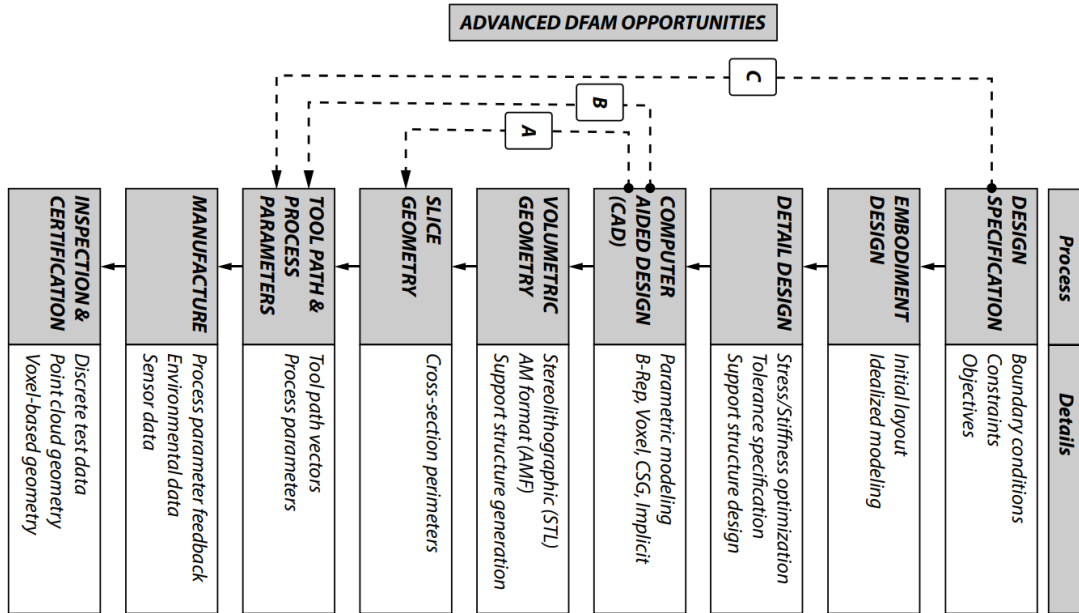 ADVANCED DFAM OPPORTUNITIES
Process
Details
DESIGN
SPECIFICATION
Boundary conditions
Constraints
Objectives
EMBODIMENT
DESIGN
Initial layout
Idealized modeling
DETAIL DESIGN
Stress/Stiffness optimization
Tolerance specification
Support structure design
COMPUTER
AIDED DESIGN
(CAD)
Parametric modeling
B-Rep, Voxel, CSG, Implicit
VOLUMETRIC
GEOMETRY
Stereolithographic (STL)
AM format (AMF)
Support structure generation
SLICE
GEOMETRY
Cross-section perimeters
TOOL PATH &
PROCESS
PARAMETERS
Tool path vectors
Process parameters
MANUFACTURE
Process parameter feedback
Environmental data
Sensor data
INSPECTION &
CERTIFICATION
Discrete test data
Point cloud geometry
Voxel-based geometry
A
B
C